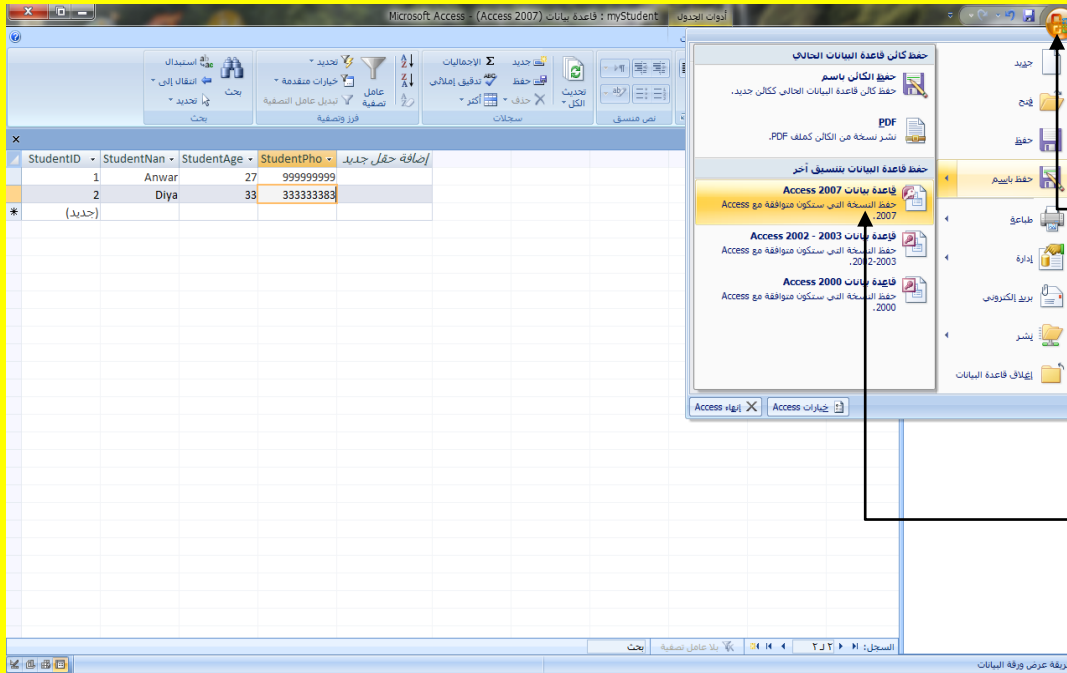 أدوات الجدول
myStudent : قاعدة بيانات (Access 2007) - Microsoft Access
جديد
فتح
حفظ
حفظ باسم
طباعة
إدارة
بريد إلكتروني
نشر
إغلاق قاعدة البيانات
حفظ كائن قاعدة البيانات الحالي
حفظ الكائن باسم
حفظ كائن قاعدة البيانات الحالي ككائن جديد.
PDF
نشر نسخة من الكائن كملف PDF.
حفظ قاعدة البيانات بتنسيق آخر
قاعدة بيانات Access 2007
حفظ النسخة التي ستكون متوافقة مع Access
2007.
قاعدة بيانات Access 2002 - 2003
حفظ النسخة التي ستكون متوافقة مع Access
2002-2003.
قاعدة بيانات Access 2000
حفظ النسخة التي ستكون متوافقة مع Access
2000.
خيارات Access
إنهاء Access
نص منسق
تحديث الكل
جديد
حفظ
حذف
الإجماليات
تدقيق إملائي
أكثر
سجلات
عامل تصفية
تحديد
خيارات متقدمة
تبديل عامل التصفية
فرز وتصفية
بحث
استبدال
انتقال إلى
تحديد
بحث
StudentID StudentNan StudentAge StudentPho إضافة حقل جديد
1 Anwar 27 999999999
2 Diya 33 333333383
(جديد)
السجل: ٢ لـ ٢
بلا عامل تصفية
بحث
طريقة عرض ورقة البيانات